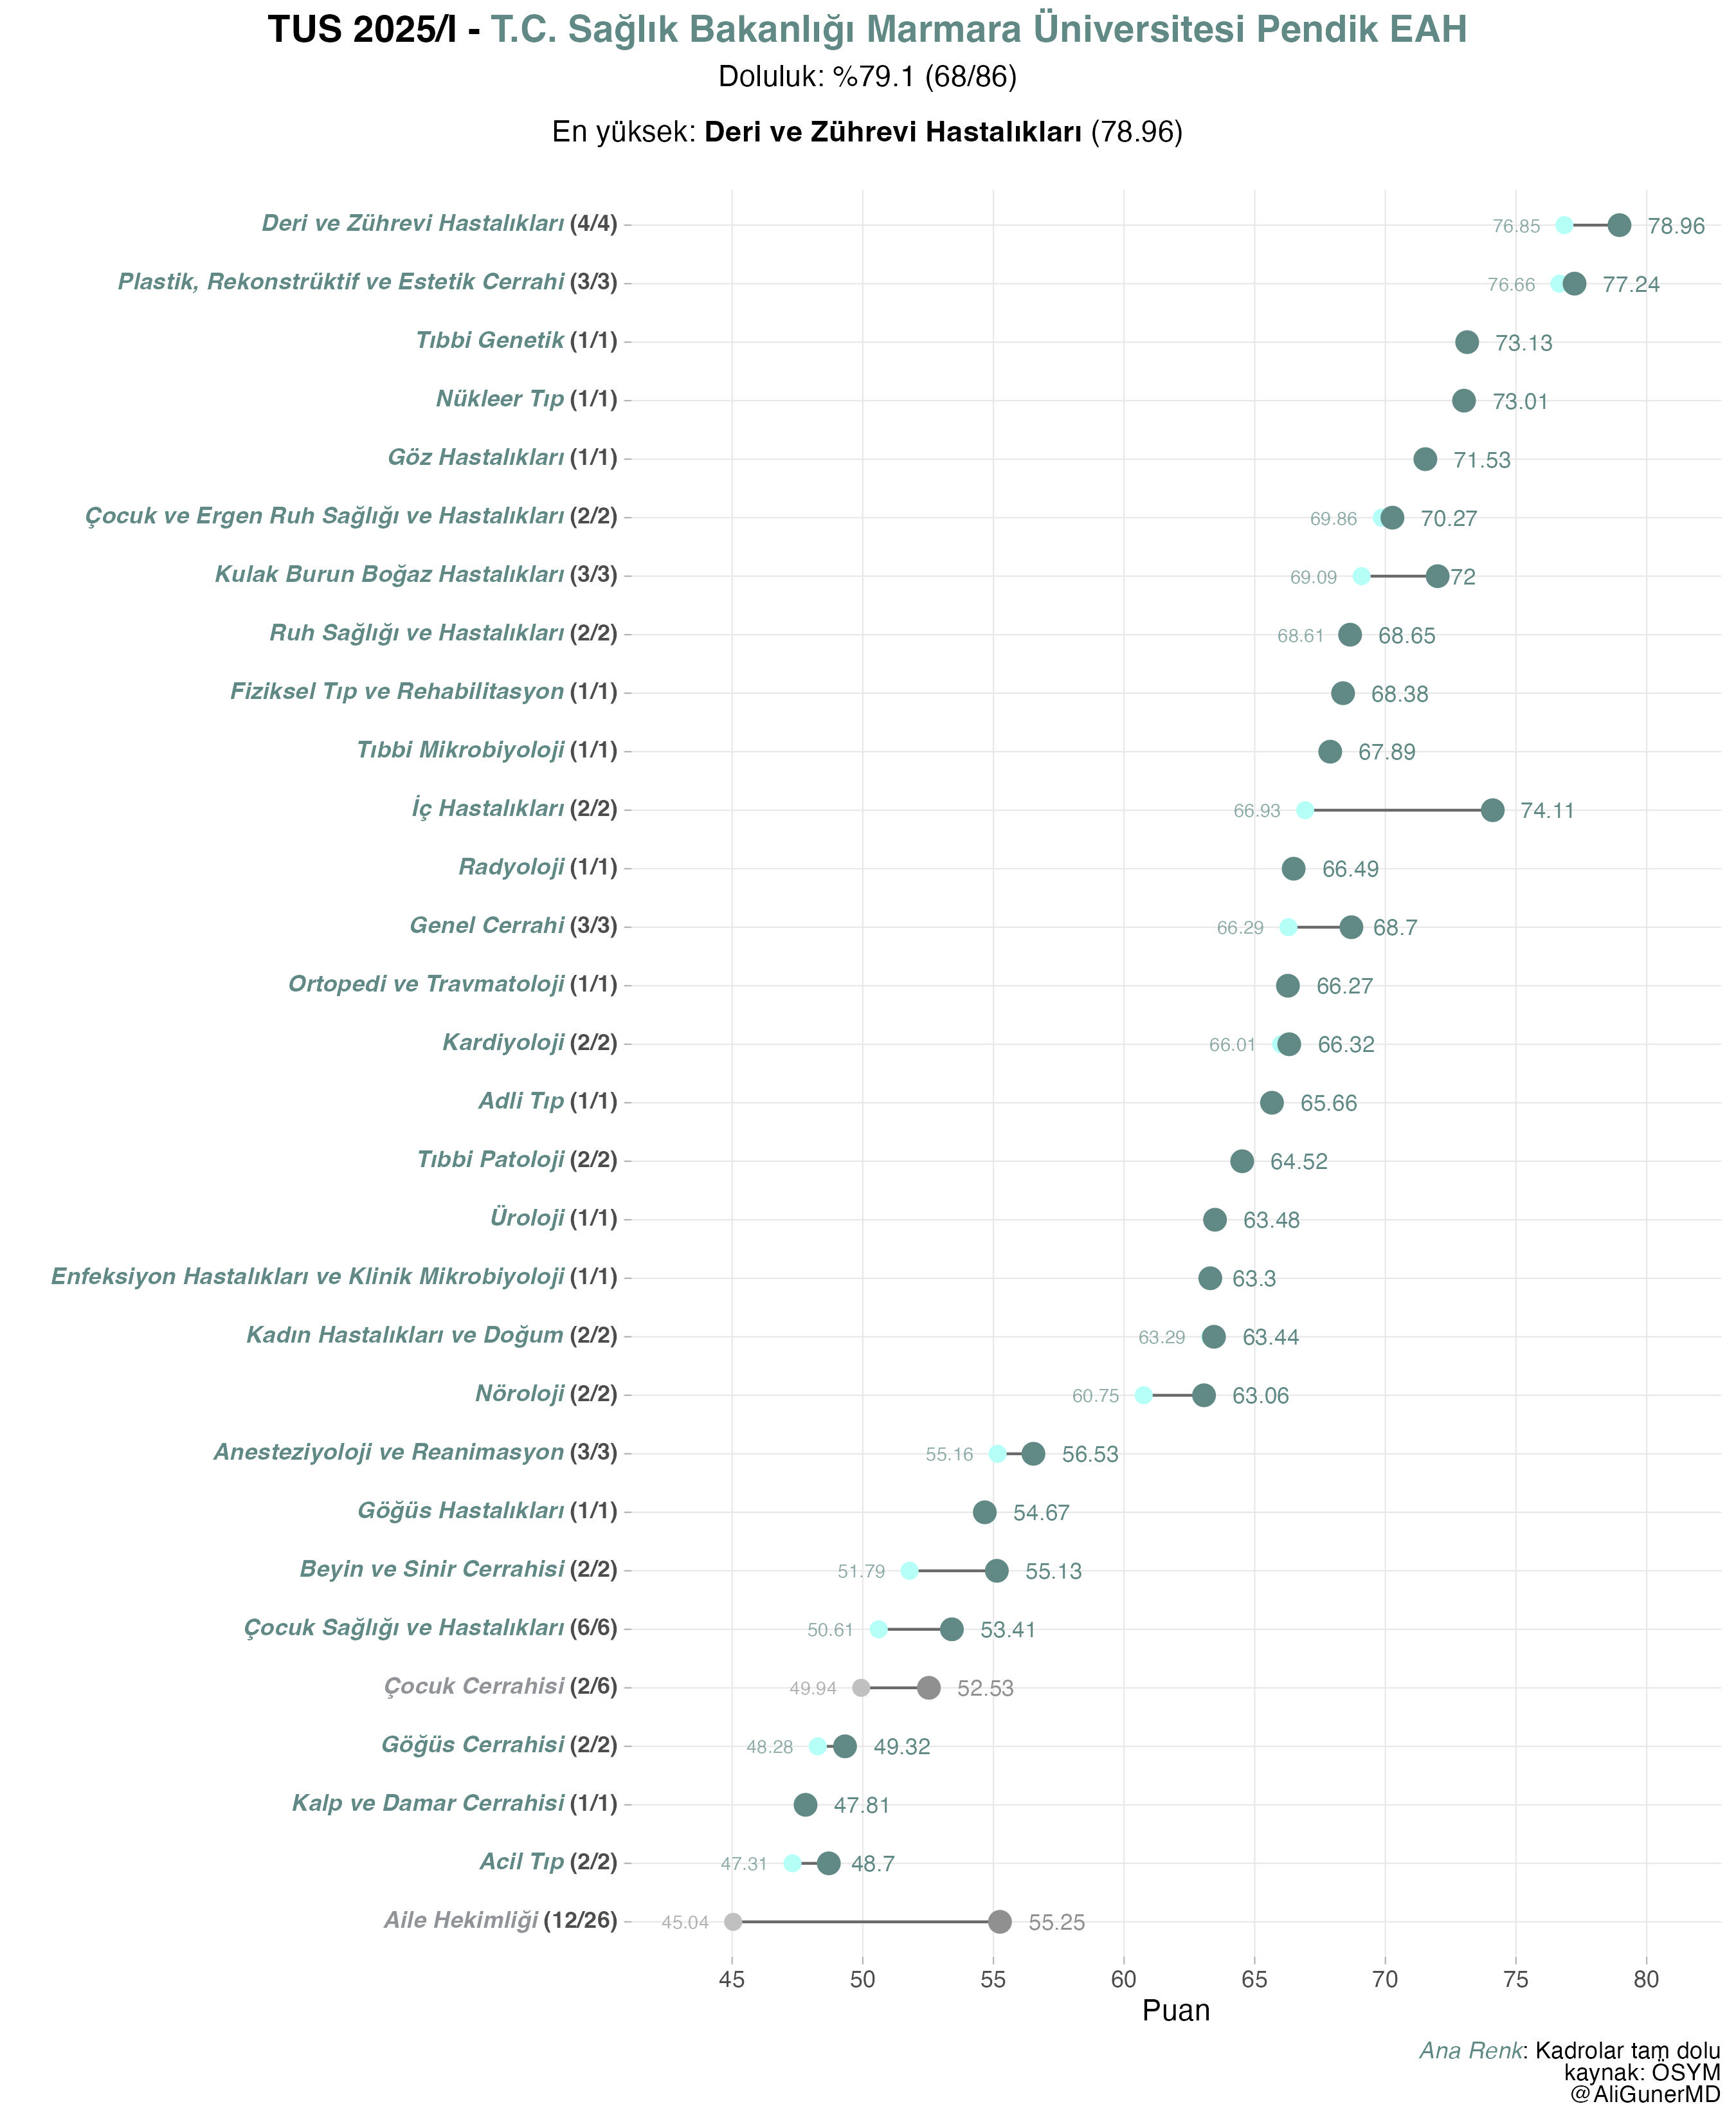 TUS 2025/I - T.C. Sağlık Bakanlığı Marmara Üniversitesi Pendik EAH
Doluluk: %79.1 (68/86)
En yüksek: Deri ve Zührevi Hastalıkları (78.96)
Deri ve Zührevi Hastalıkları (4/4) 76.85 78.96
Plastik, Rekonstrüktif ve Estetik Cerrahi (3/3) 76.66 77.24
Tıbbi Genetik (1/1) 73.13
Nükleer Tıp (1/1) 73.01
Göz Hastalıkları (1/1) 71.53
Çocuk ve Ergen Ruh Sağlığı ve Hastalıkları (2/2) 69.86 70.27
Kulak Burun Boğaz Hastalıkları (3/3) 69.09 72
Ruh Sağlığı ve Hastalıkları (2/2) 68.61 68.65
Fiziksel Tıp ve Rehabilitasyon (1/1) 68.38
Tıbbi Mikrobiyoloji (1/1) 67.89
İç Hastalıkları (2/2) 66.93 74.11
Radyoloji (1/1) 66.49
Genel Cerrahi (3/3) 66.29 68.7
Ortopedi ve Travmatoloji (1/1) 66.27
Kardiyoloji (2/2) 66.01 66.32
Adli Tıp (1/1) 65.66
Tıbbi Patoloji (2/2) 64.52
Üroloji (1/1) 63.48
Enfeksiyon Hastalıkları ve Klinik Mikrobiyoloji (1/1) 63.3
Kadın Hastalıkları ve Doğum (2/2) 63.29 63.44
Nöroloji (2/2) 60.75 63.06
Anesteziyoloji ve Reanimasyon (3/3) 55.16 56.53
Göğüs Hastalıkları (1/1) 54.67
Beyin ve Sinir Cerrahisi (2/2) 51.79 55.13
Çocuk Sağlığı ve Hastalıkları (6/6) 50.61 53.41
Çocuk Cerrahisi (2/6) 49.94 52.53
Göğüs Cerrahisi (2/2) 48.28 49.32
Kalp ve Damar Cerrahisi (1/1) 47.81
Acil Tıp (2/2) 47.31 48.7
Aile Hekimliği (12/26) 45.04 55.25
45 50 55 60 65 70 75 80
Puan
Ana Renk: Kadrolar tam dolu
kaynak: ÖSYM
@AliGunerMD